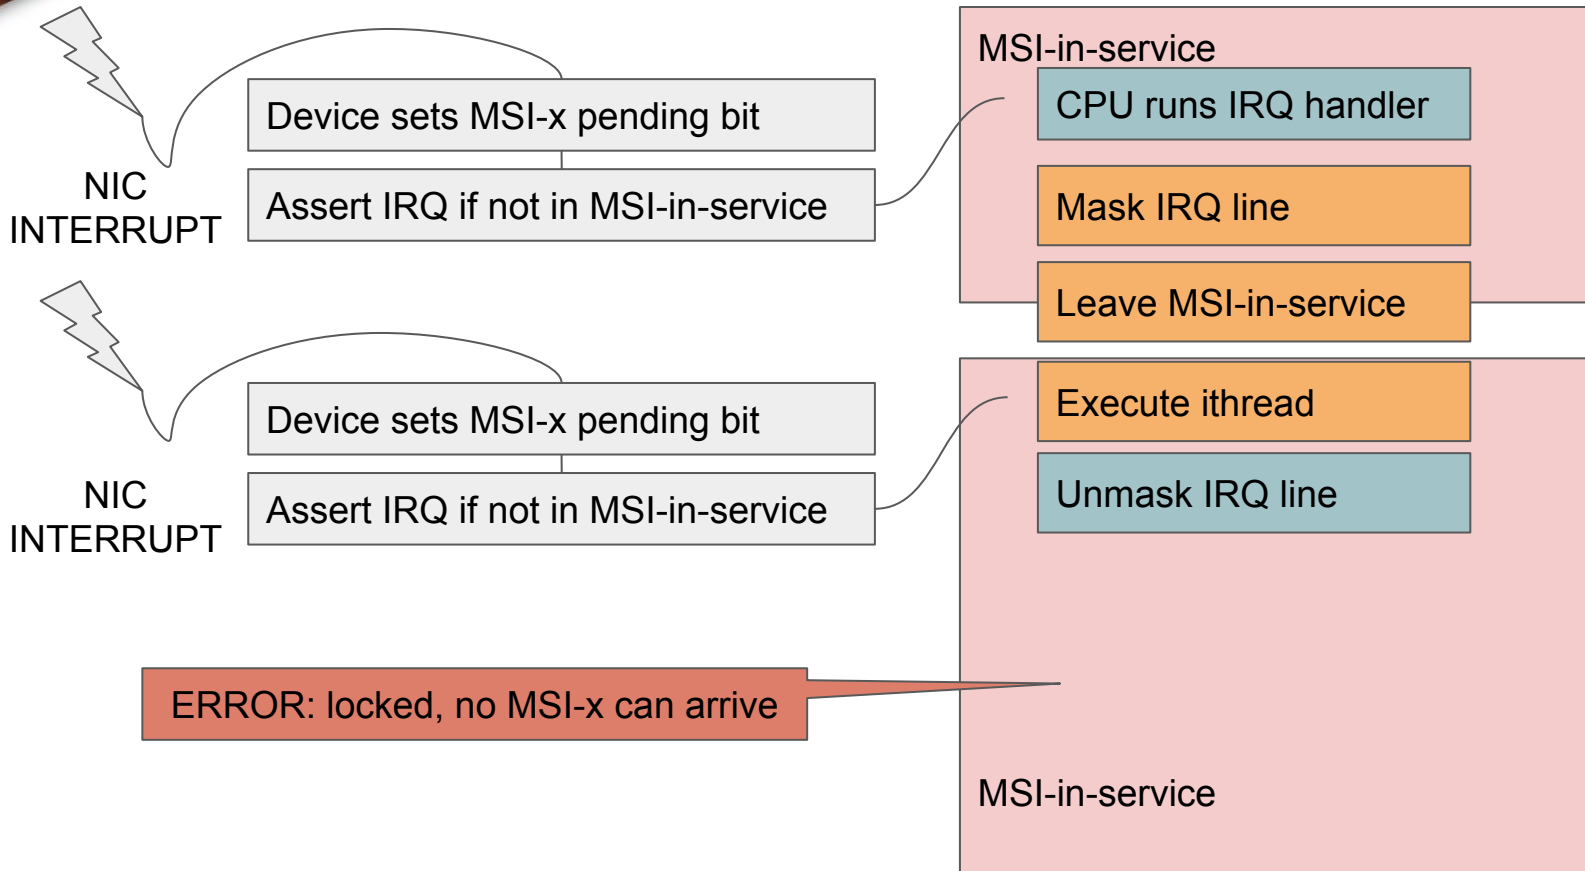 NIC
INTERRUPT
Device sets MSI-x pending bit
Assert IRQ if not in MSI-in-service
MSI-in-service
CPU runs IRQ handler
Mask IRQ line
Leave MSI-in-service
NIC
INTERRUPT
Device sets MSI-x pending bit
Assert IRQ if not in MSI-in-service
Execute ithread
Unmask IRQ line
ERROR: locked, no MSI-x can arrive
MSI-in-service